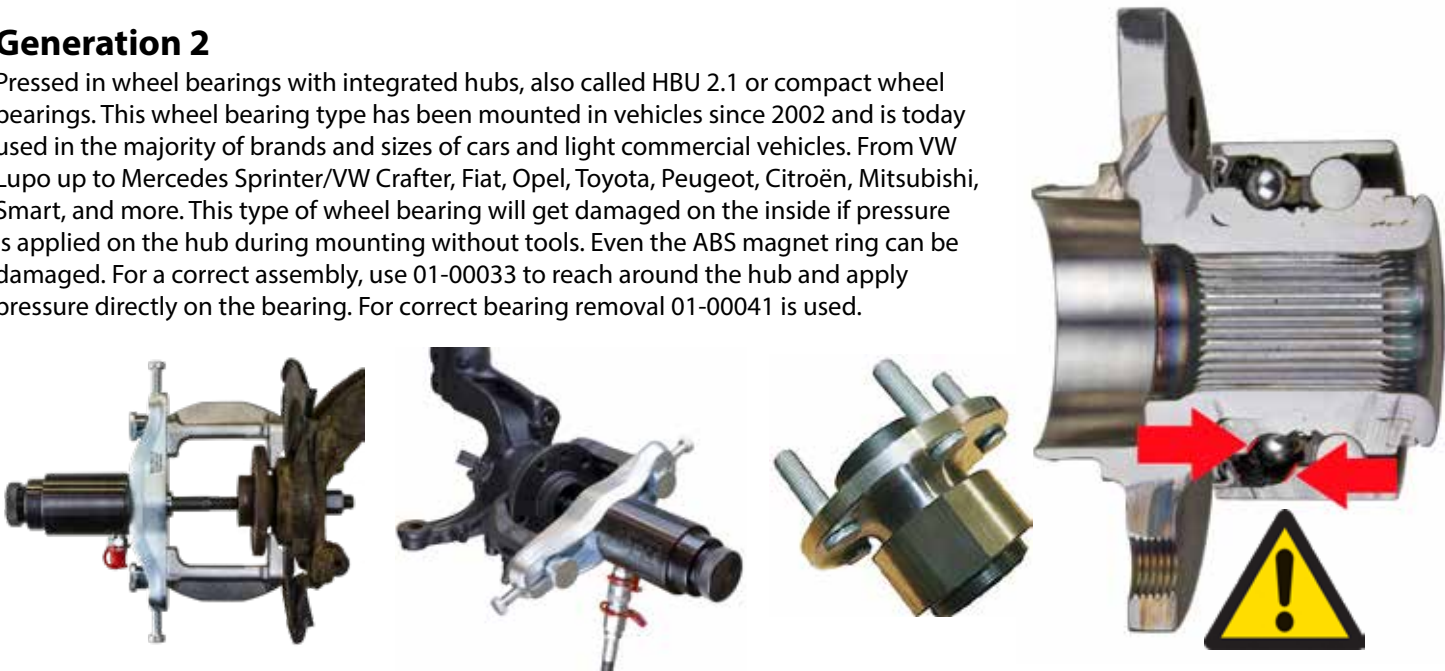 Generation 2
Pressed in wheel bearings with integrated hubs, also called HBU 2.1 or compact wheel
bearings. This wheel bearing type has been mounted in vehicles since 2002 and is today
used in the majority of brands and sizes of cars and light commercial vehicles. From VW
Lupo up to Mercedes Sprinter/VW Crafter, Fiat, Opel, Toyota, Peugeot, Citroën, Mitsubishi,
Smart, and more. This type of wheel bearing will get damaged on the inside if pressure
is applied on the hub during mounting without tools. Even the ABS magnet ring can be
damaged. For a correct assembly, use 01-00033 to reach around the hub and apply
pressure directly on the bearing. For correct bearing removal 01-00041 is used.